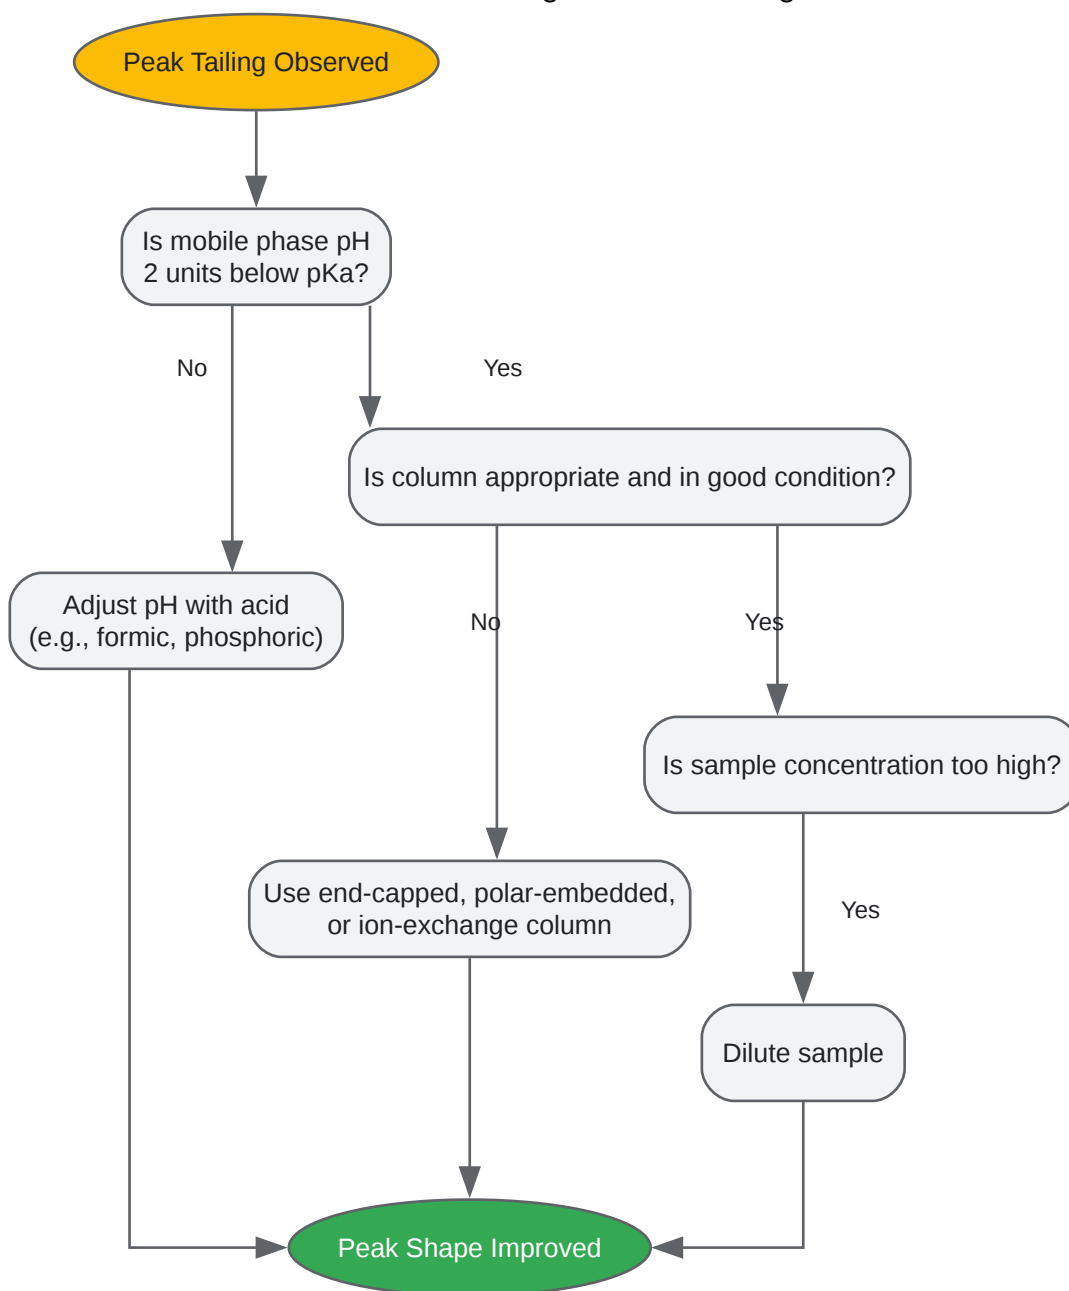 Peak Tailing Observed
Is mobile phase pH
2 units below pKa?
No
Yes
Is column appropriate and in good condition?
Adjust pH with acid
(e.g., formic, phosphoric)
No
Yes
Is sample concentration too high?
Use end-capped, polar-embedded,
or ion-exchange column
Yes
Dilute sample
Peak Shape Improved